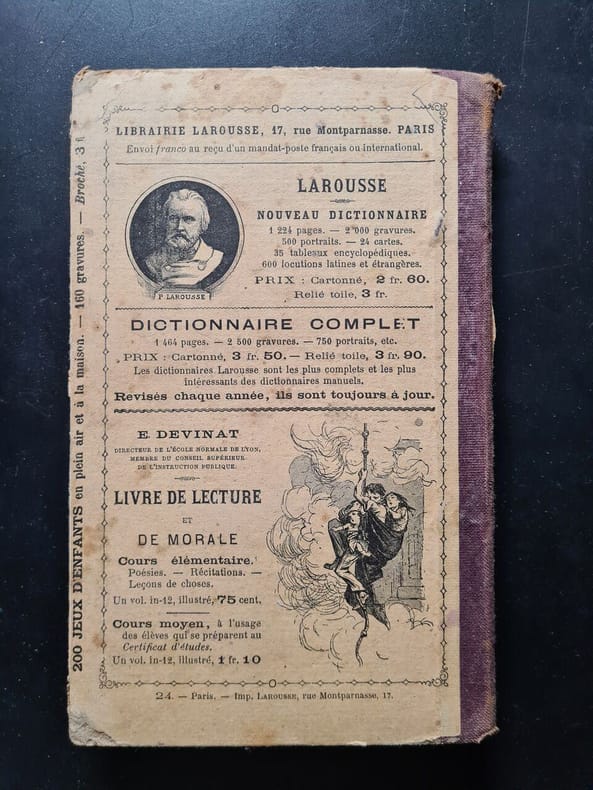 LIBRAIRIE LAROUSSE, 17, rue Montparnasse. PARIS
Envoi franco au reçu d'un mandat-poste français ou international.
P. LAROUSSE
LAROUSSE
NOUVEAU DICTIONNAIRE
1 224 pages. — 2 000 gravures.
500 portraits. — 24 cartes.
35 tableaux encyclopédiques.
600 locutions latines et étrangères.
PRIX : Cartonné, 2 fr. 60.
Relié toile, 3 fr.
DICTIONNAIRE COMPLET
1 464 pages. — 2 500 gravures. — 750 portraits, etc.
PRIX : Cartonné, 3 fr. 50. — Relié toile, 3 fr. 90.
Les dictionnaires Larousse sont les plus complets et les plus
intéressants des dictionnaires manuels.
Revisés chaque année, ils sont toujours à jour.
E. DEVINAT
DIRECTEUR DE L'ÉCOLE NORMALE DE LYON,
MEMBRE DU CONSEIL SUPÉRIEUR
DE L'INSTRUCTION PUBLIQUE.
LIVRE DE LECTURE
ET
DE MORALE
Cours élémentaire.
Poésies. — Récitations. —
Leçons de choses.
Un vol. in-12, illustré, 75 cent.
Cours moyen, à l'usage
des élèves qui se préparent au
Certificat d'études.
Un vol. in-12, illustré, 1 fr. 10
24. — Paris. — Imp. LAROUSSE, rue Montparnasse, 17.
200 JEUX D'ENFANTS en plein air et à la maison. — 160 gravures. — Broché, 3 f